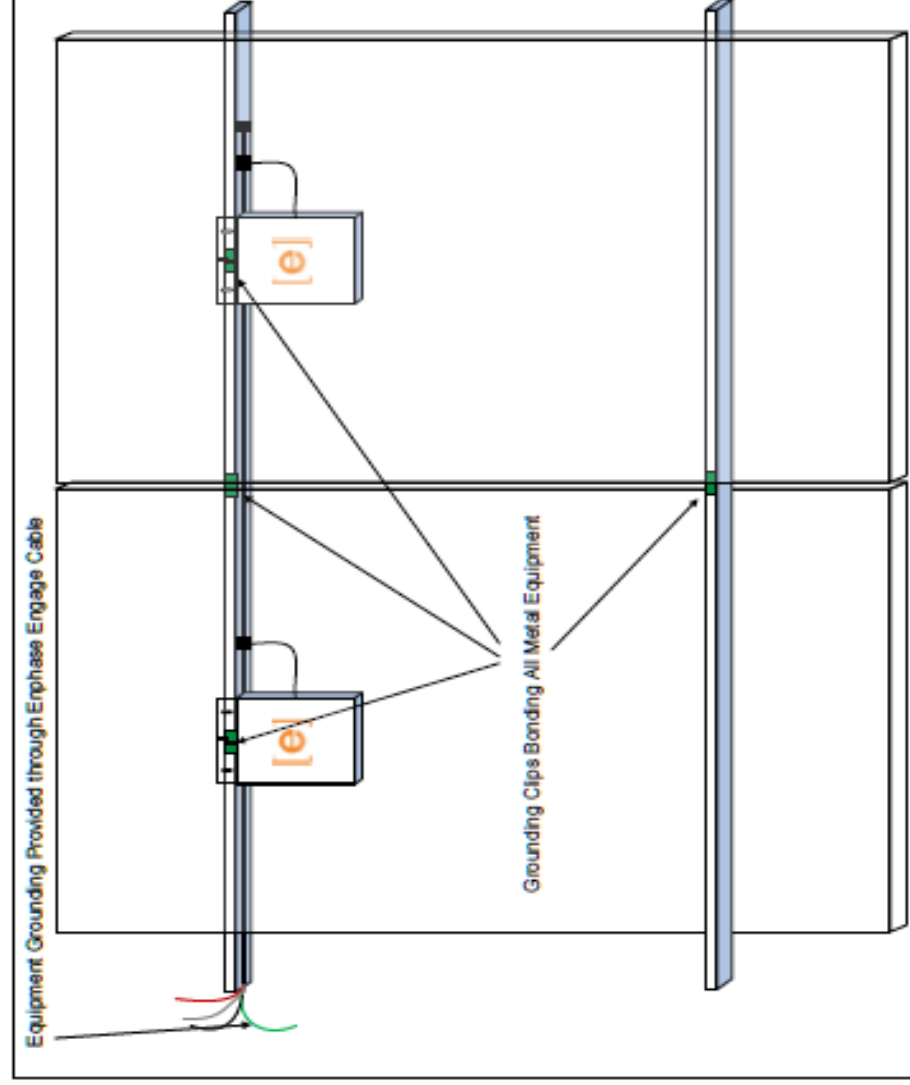 Equipment Grounding Provided through Enphase Engage Cable
[e]
[e]
Grounding Clips Bonding All Metal Equipment